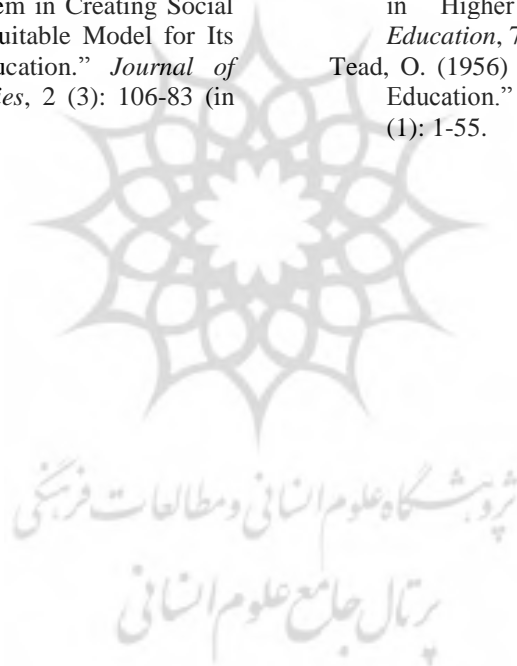 em in Creating Social
uitable Model for Its
ucation.” Journal of
ies, 2 (3): 106-83 (in
in Higher
Education, 7
Tead, O. (1956)
Education.”
(1): 1-55.
پژوهشگاه علوم انسانی و مطالعات فرهنگی
پرتال جامع علوم انسانی